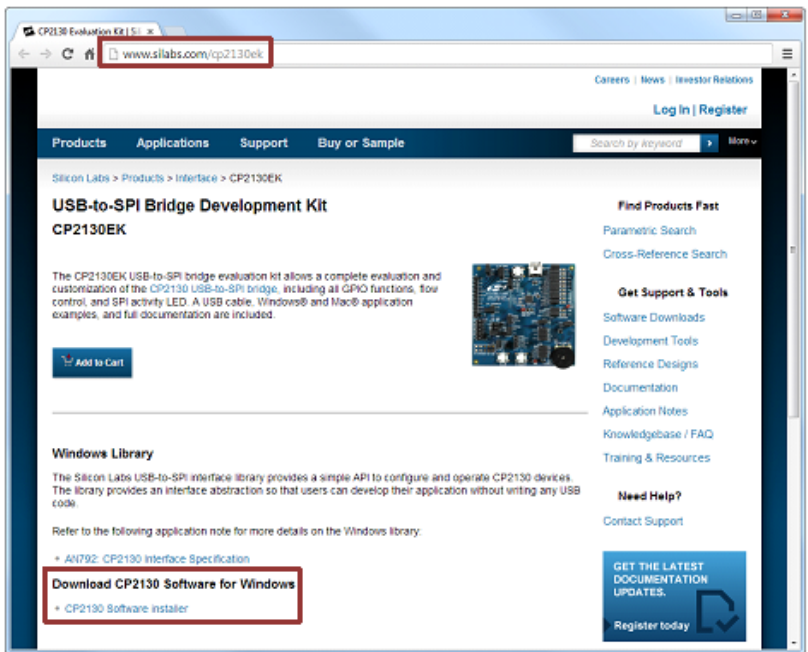 CP2130 Evaluation Kit | Sil
www.silabs.com/cp2130ek
Careers | News | Investor Relations
Log In | Register
Products Applications Support Buy or Sample
Search by keyword
More
Silicon Labs > Products > Interface > CP2130EK
USB-to-SPI Bridge Development Kit
CP2130EK
The CP2130EK USB-to-SPI bridge evaluation kit allows a complete evaluation and
customization of the CP2130 USB-to-SPI bridge, including all GPIO functions, flow
control, and SPI activity LED. A USB cable, Windows® and Mac® application
examples, and full documentation are included.
Add to Cart
Windows Library
The Silicon Labs USB-to-SPI interface library provides a simple API to configure and operate CP2130 devices.
The library provides an interface abstraction so that users can develop their application without writing any USB
code.
Refer to the following application note for more details on the Windows library:
• AN792: CP2130 Interface Specification
Download CP2130 Software for Windows
• CP2130 Software installer
Find Products Fast
Parametric Search
Cross-Reference Search
Get Support & Tools
Software Downloads
Development Tools
Reference Designs
Documentation
Application Notes
Knowledgebase / FAQ
Training & Resources
Need Help?
Contact Support
GET THE LATEST
DOCUMENTATION
UPDATES.
Register today